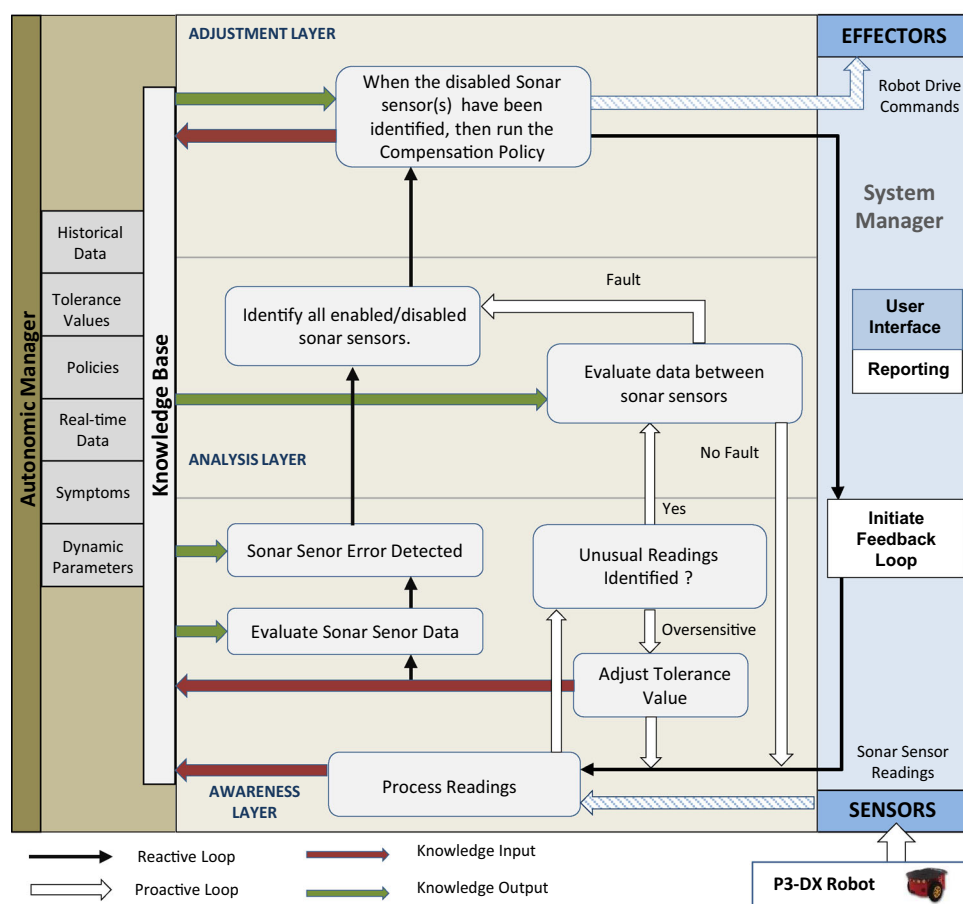 ADJUSTMENT LAYER
EFFECTORS
When the disabled Sonar
sensor(s) have been
identified, then run the
Compensation Policy
Robot Drive
Commands
System
Manager
Autonomic Manager
Knowledge Base
Historical
Data
Tolerance
Values
Policies
Real-time
Data
Symptoms
Dynamic
Parameters
Fault
Identify all enabled/disabled
sonar sensors.
User
Interface
Reporting
Evaluate data between
sonar sensors
ANALYSIS LAYER
No Fault
Yes
Sonar Senor Error Detected
Unusual Readings
Identified ?
Initiate
Feedback
Loop
Evaluate Sonar Senor Data
Oversensitive
Adjust Tolerance
Value
Sonar Sensor
Readings
Process Readings
AWARENESS
LAYER
SENSORS
Reactive Loop
Knowledge Input
Proactive Loop
Knowledge Output
P3-DX Robot